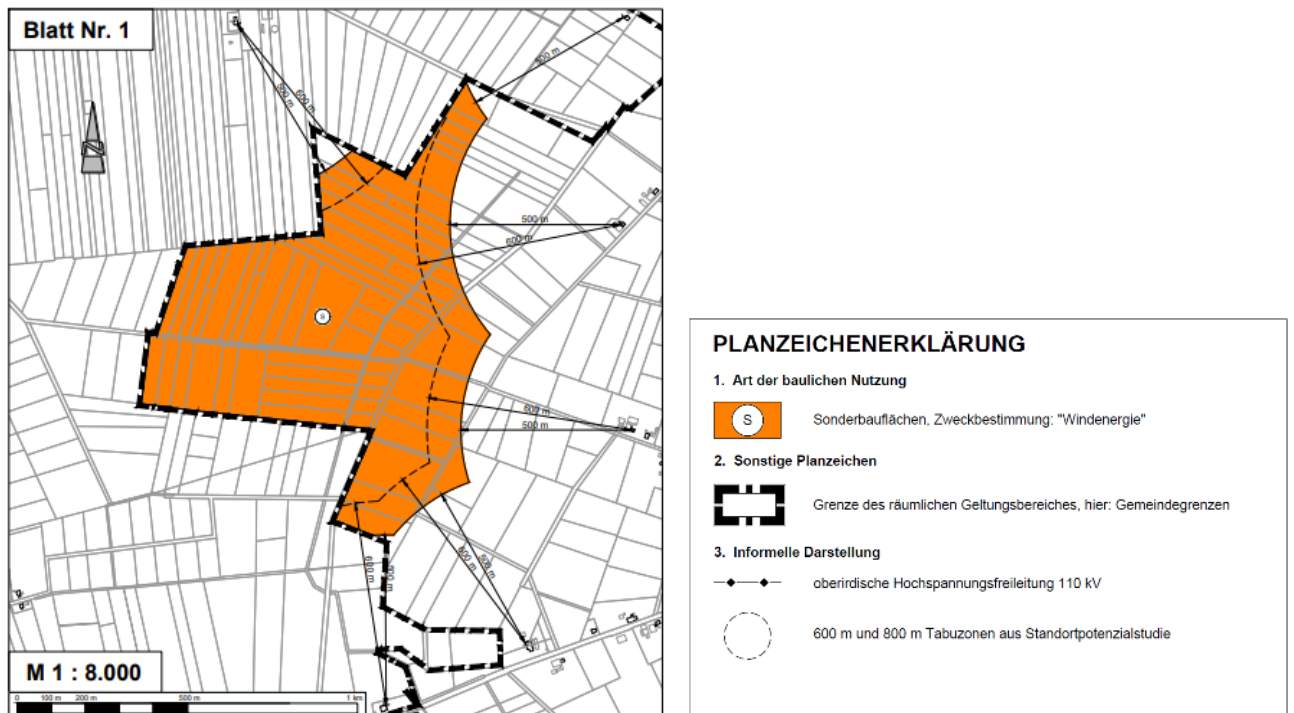 Blatt Nr. 1
500 m
600 m
500 m
500 m
600 m
S
600 m
500 m
600 m
500 m
600 m
500 m
M 1 : 8.000
0 100 m 200 m 500 m 1 km
PLANZEICHENERKLÄRUNG
1. Art der baulichen Nutzung
S Sonderbauflächen, Zweckbestimmung: "Windenergie"
2. Sonstige Planzeichen
Grenze des räumlichen Geltungsbereiches, hier: Gemeindegrenzen
3. Informelle Darstellung
oberirdische Hochspannungsfreileitung 110 kV
600 m und 800 m Tabuzonen aus Standortpotenzialstudie